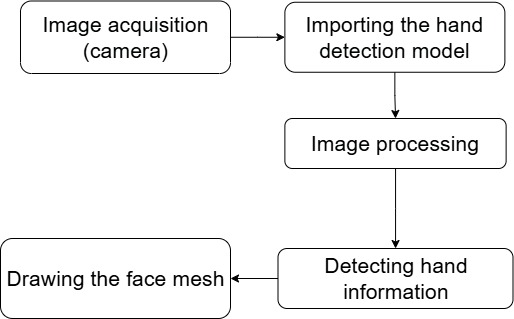 Image acquisition
(camera)
Importing the hand
detection model
Image processing
Detecting hand
information
Drawing the face mesh